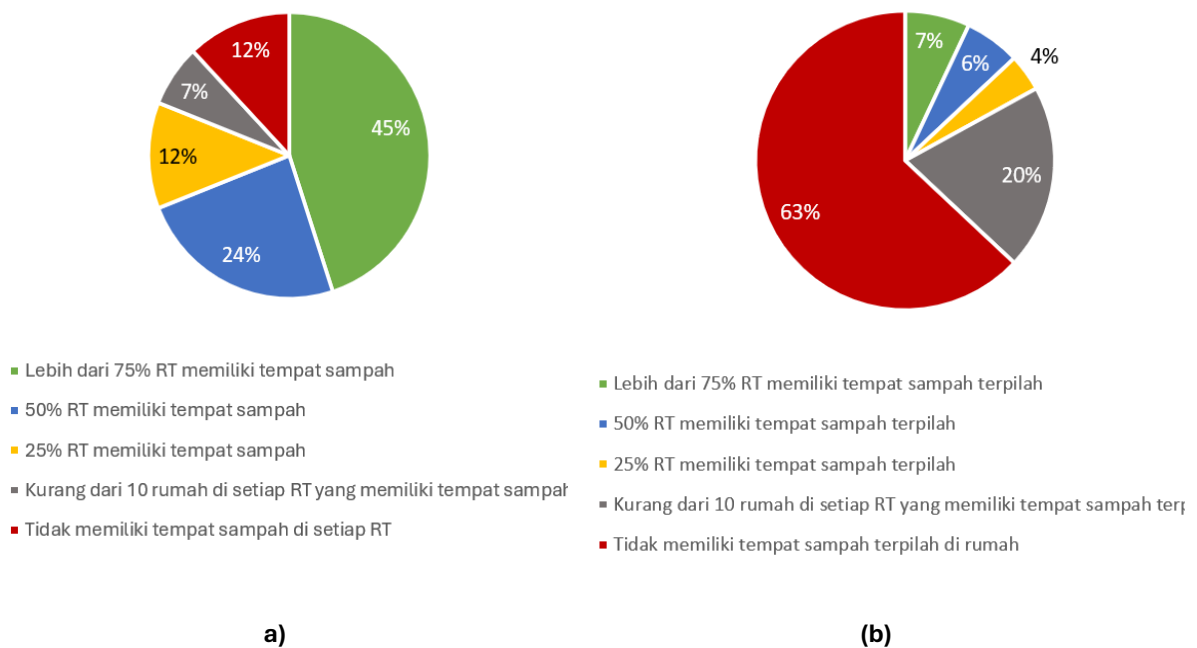 12%
7%
45%
12%
24%
Lebih dari 75% RT memiliki tempat sampah
50% RT memiliki tempat sampah
25% RT memiliki tempat sampah
Kurang dari 10 rumah di setiap RT yang memiliki tempat sampah
Tidak memiliki tempat sampah di setiap RT
a)
7%
6%
4%
20%
63%
Lebih dari 75% RT memiliki tempat sampah terpilah
50% RT memiliki tempat sampah terpilah
25% RT memiliki tempat sampah terpilah
Kurang dari 10 rumah di setiap RT yang memiliki tempat sampah
Tidak memiliki tempat sampah terpilah di rumah
(b)